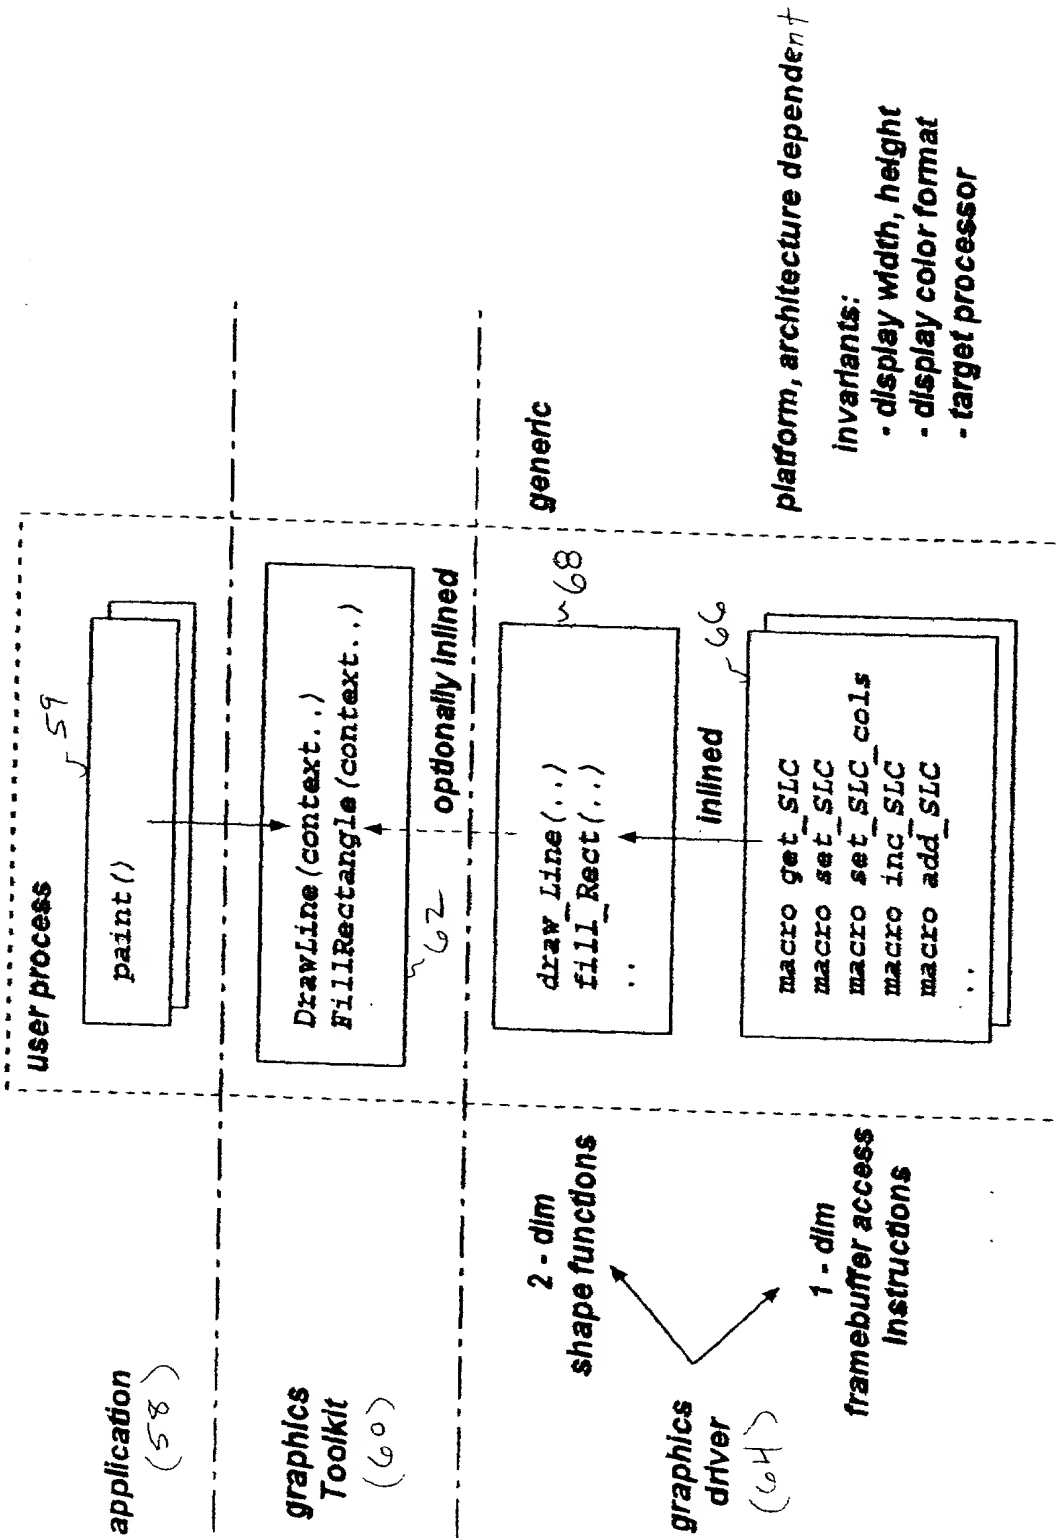 application
(58)
user process
59
paint()
graphics
Toolkit
(60)
DrawLine(context..)
FillRectangle(context..)
62
optionally inlined
graphics
driver
(64)
2 - dim
shape functions
draw_Line(..)
fill_Rect(..)
..
68
generic
inlined
1 - dim
framebuffer access
instructions
66
macro get_SLC
macro set_SLC
macro set_SLC_cols
macro inc_SLC
macro add_SLC
..
platform, architecture dependent
invariants:
- display width, height
- display color format
- target processor